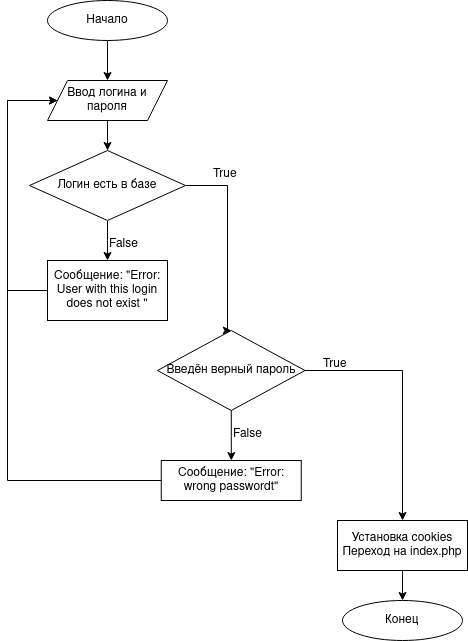 Начало
Ввод логина и
пароля
Логин есть в базе
True
False
Сообщение: "Error:
User with this login
does not exist "
Введён верный пароль
True
False
Сообщение: "Error:
wrong passwordt"
Установка cookies
Переход на index.php
Конец